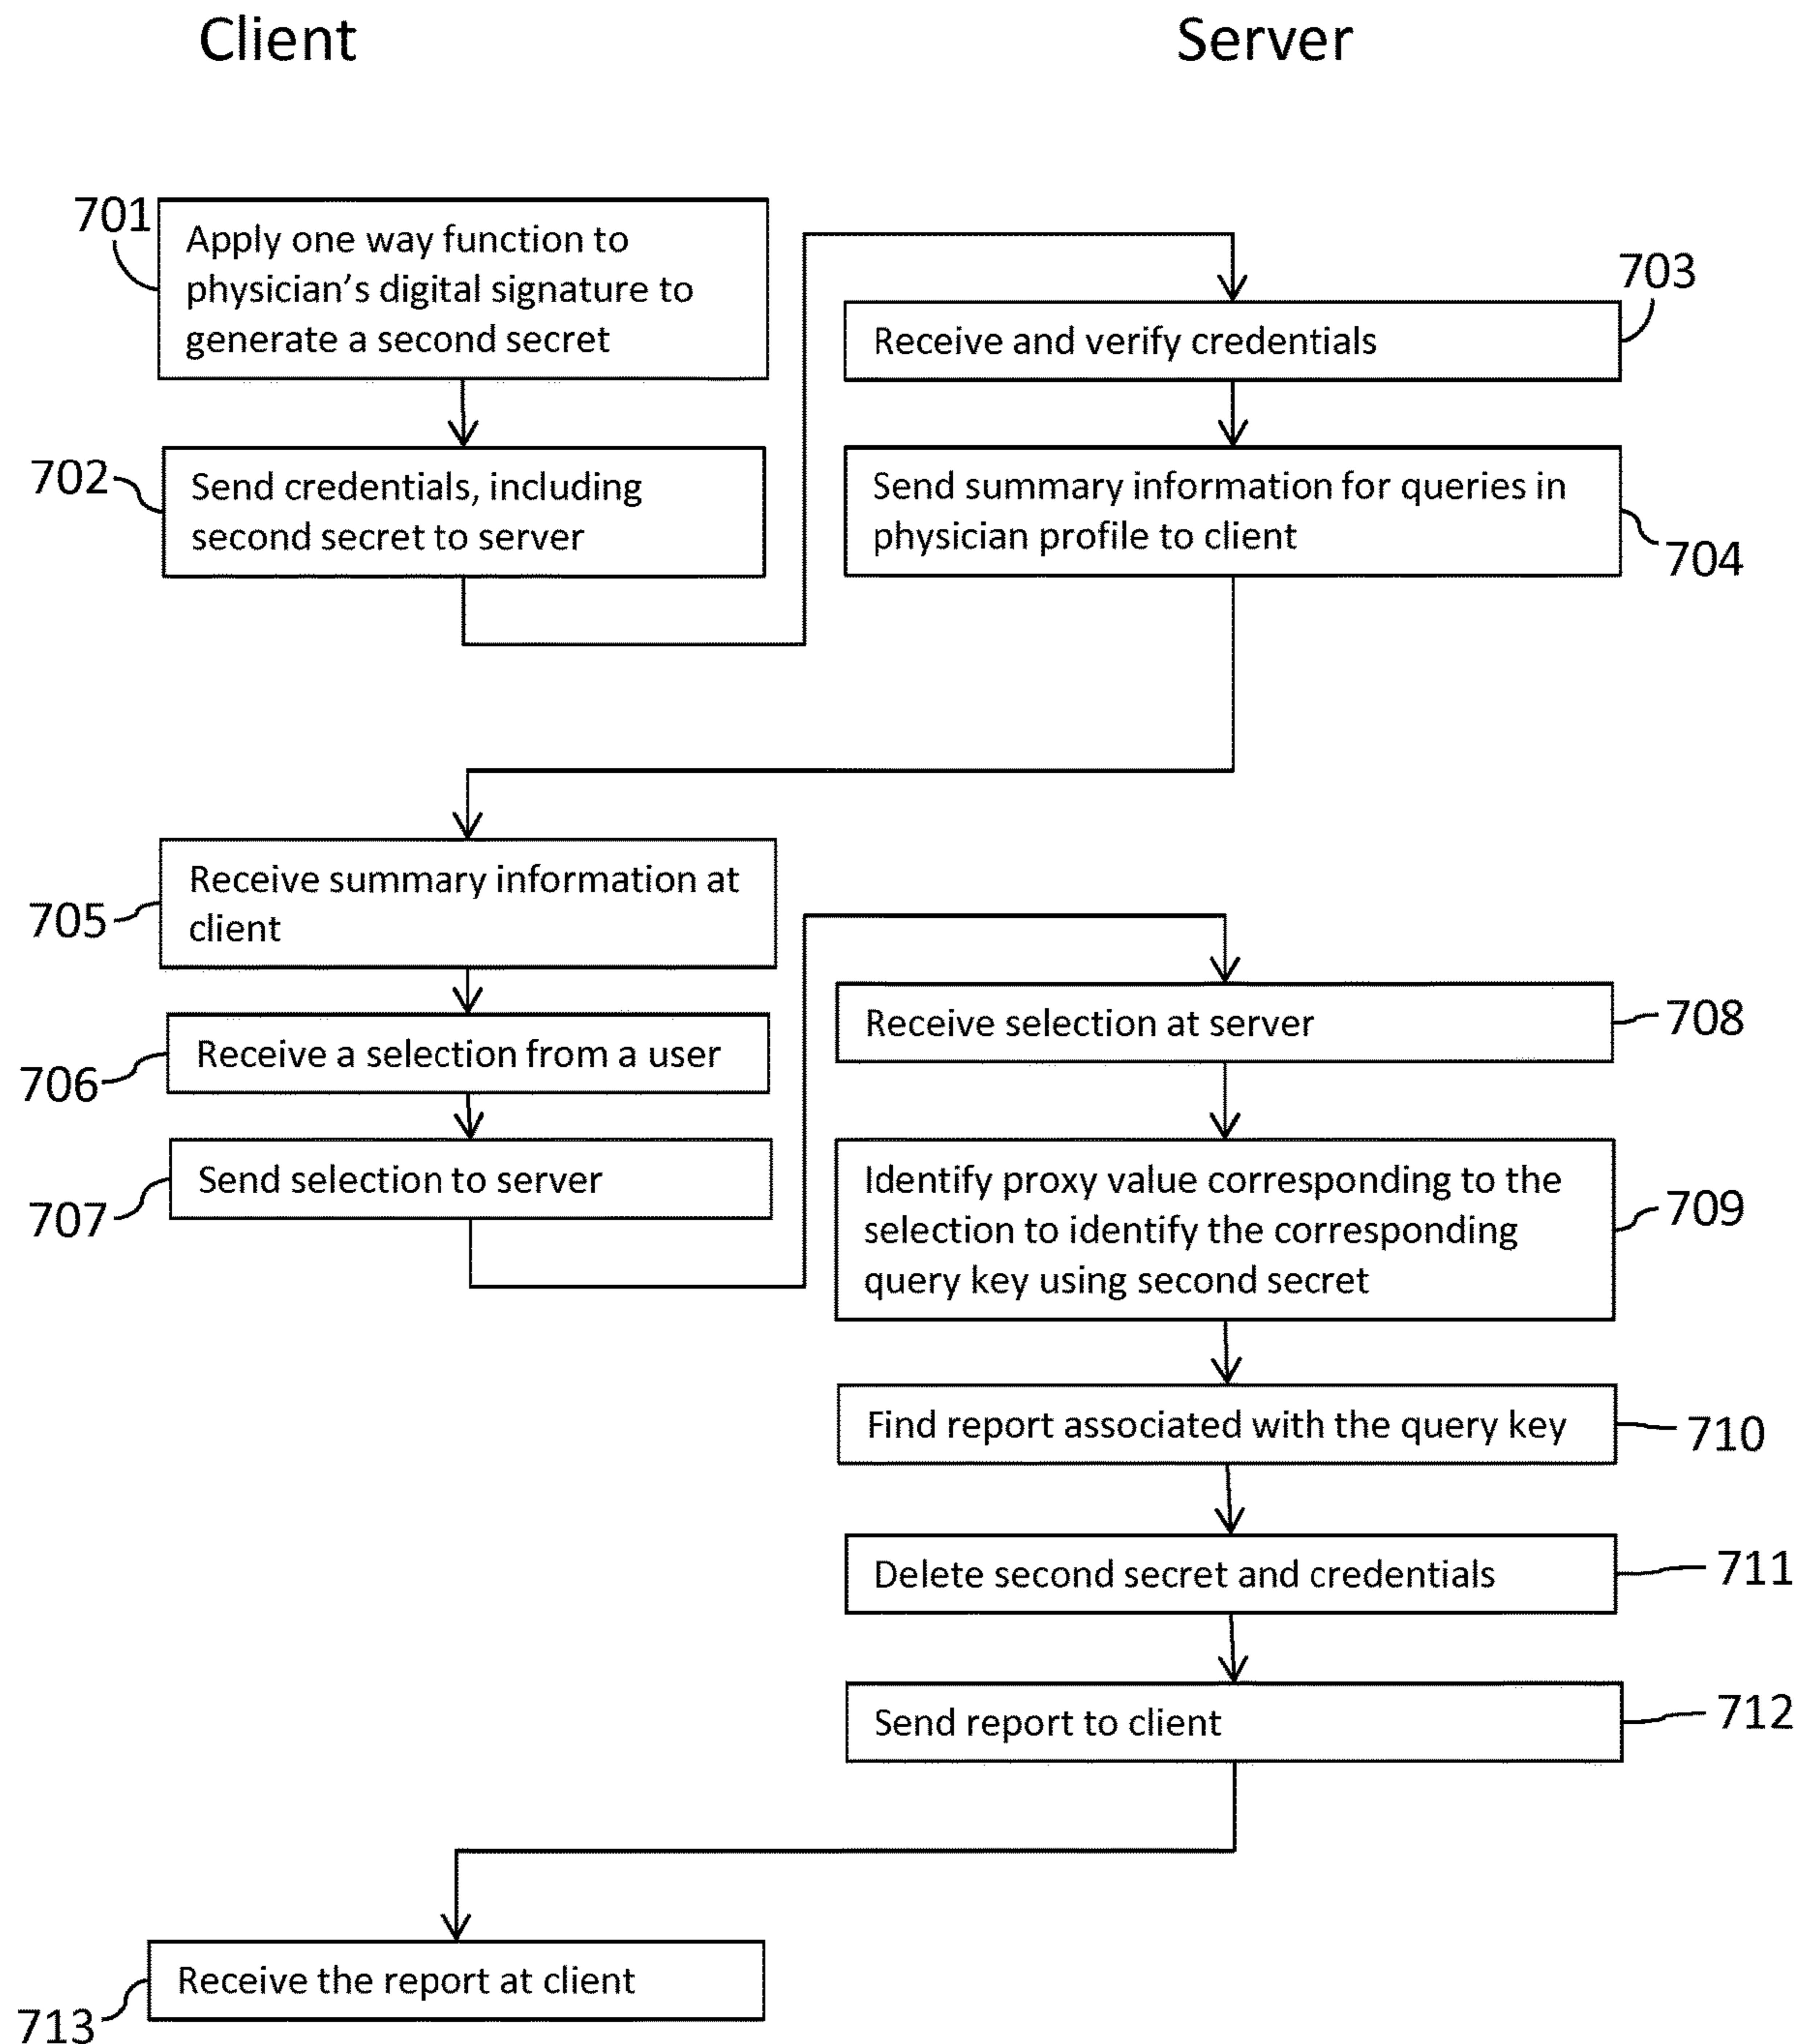 Client
Server
701
Apply one way function to
physician's digital signature to
generate a second secret
702
Send credentials, including
second secret to server
703
Receive and verify credentials
704
Send summary information for queries in
physician profile to client
705
Receive summary information at
client
706
Receive a selection from a user
707
Send selection to server
708
Receive selection at server
709
Identify proxy value corresponding to the
selection to identify the corresponding
query key using second secret
710
Find report associated with the query key
711
Delete second secret and credentials
712
Send report to client
713
Receive the report at client